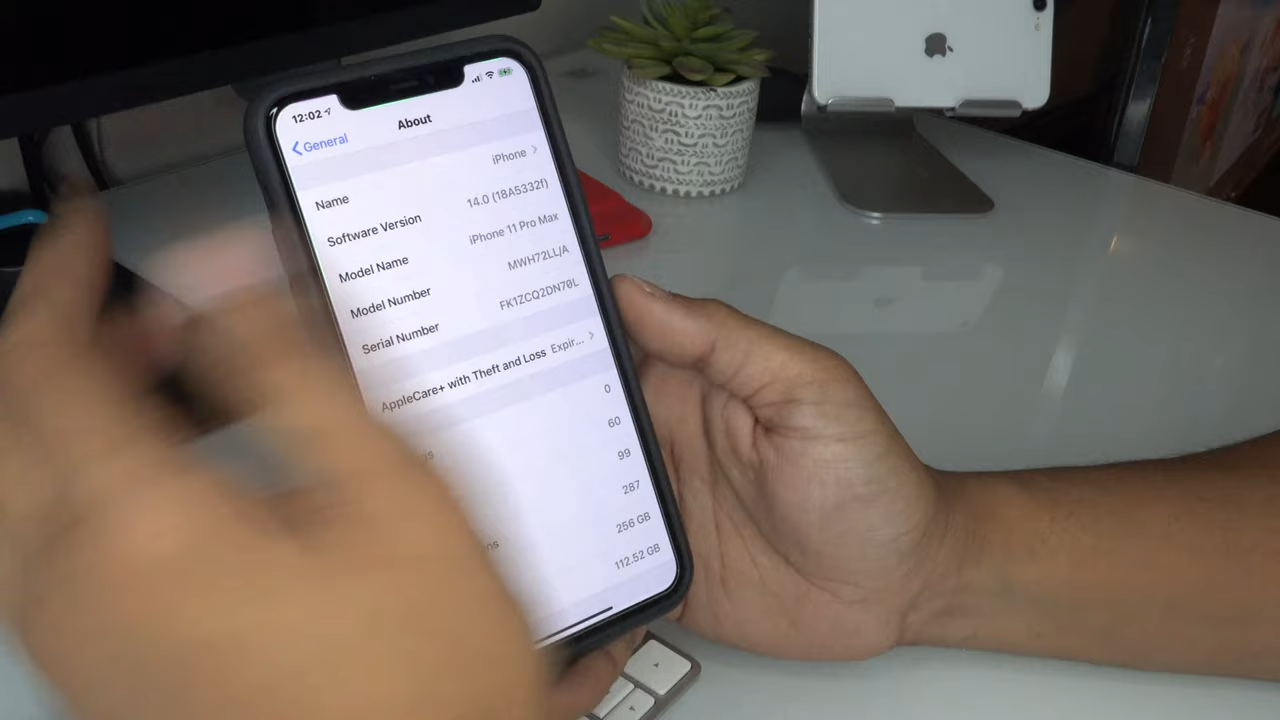 12:02
General
About
Name iPhone
Software Version 14.0 (18A5332f)
Model Name iPhone 11 Pro Max
Model Number MWH72LL/A
Serial Number FK1ZCQ2DN70L
AppleCare+ with Theft and Loss Expir...
0
60
99
287
256 GB
112.52 GB